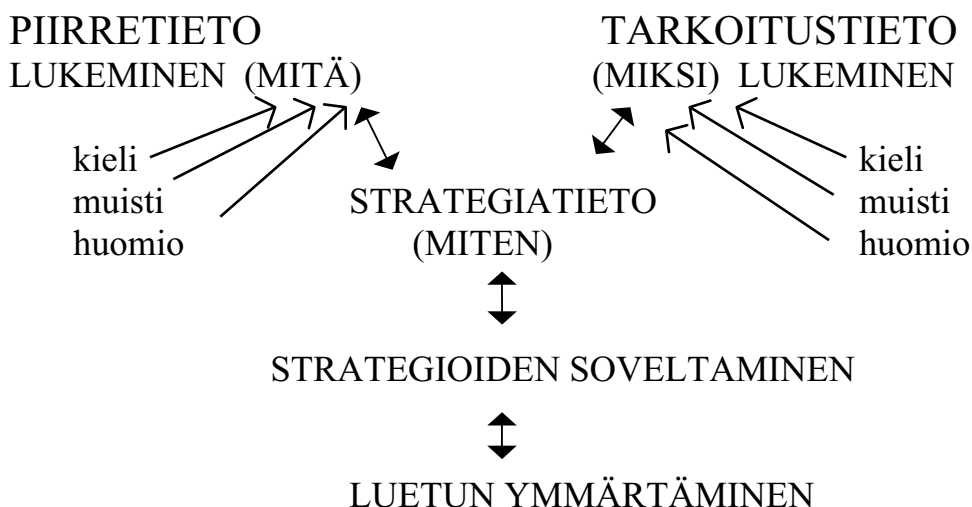 PIIRRETIETO TARKOITUSTIETO
LUKEMINEN (MITÄ) (MIKSI) LUKEMINEN
kieli kieli
muisti STRATEGIATIETO muisti
huomio (MITEN) huomio
STRATEGIOIDEN SOVELTAMINEN
LUETUN YMMÄRTÄMINEN